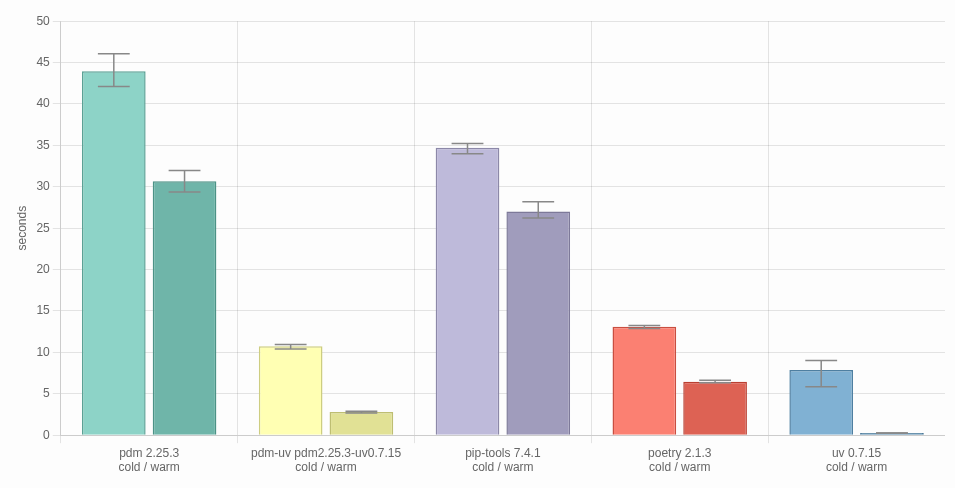 50
45
40
35
30
25
20
15
10
5
0
seconds
pdm 2.25.3
cold / warm
pdm-uv pdm2.25.3-uv0.7.15
cold / warm
pip-tools 7.4.1
cold / warm
poetry 2.1.3
cold / warm
uv 0.7.15
cold / warm